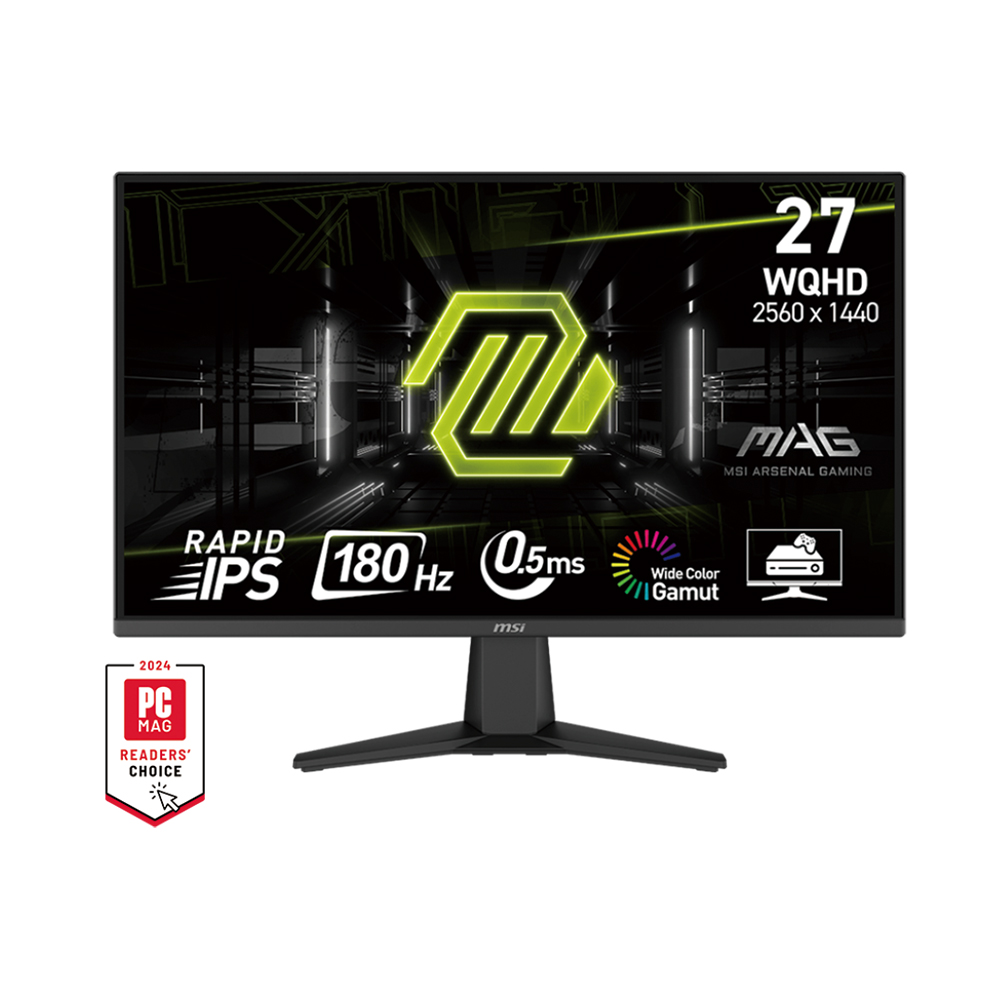 27
WQHD
2560 x 1440
MAG
MSI ARSENAL GAMING
RAPID
IPS
180 Hz
0.5ms
Wide Color
Gamut
msi
2024
PC
MAG
READERS'
CHOICE